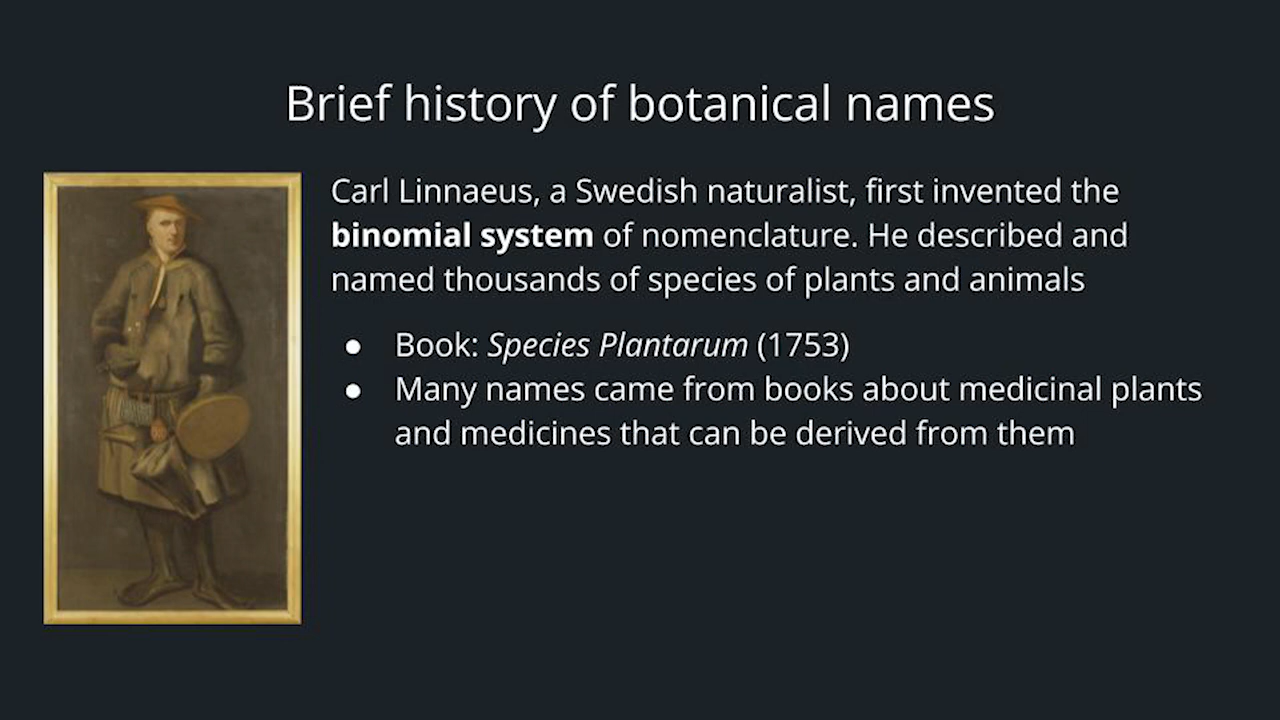 Brief history of botanical names
Carl Linnaeus, a Swedish naturalist, first invented the
binomial system of nomenclature. He described and
named thousands of species of plants and animals
● Book: Species Plantarum (1753)
● Many names came from books about medicinal plants
and medicines that can be derived from them